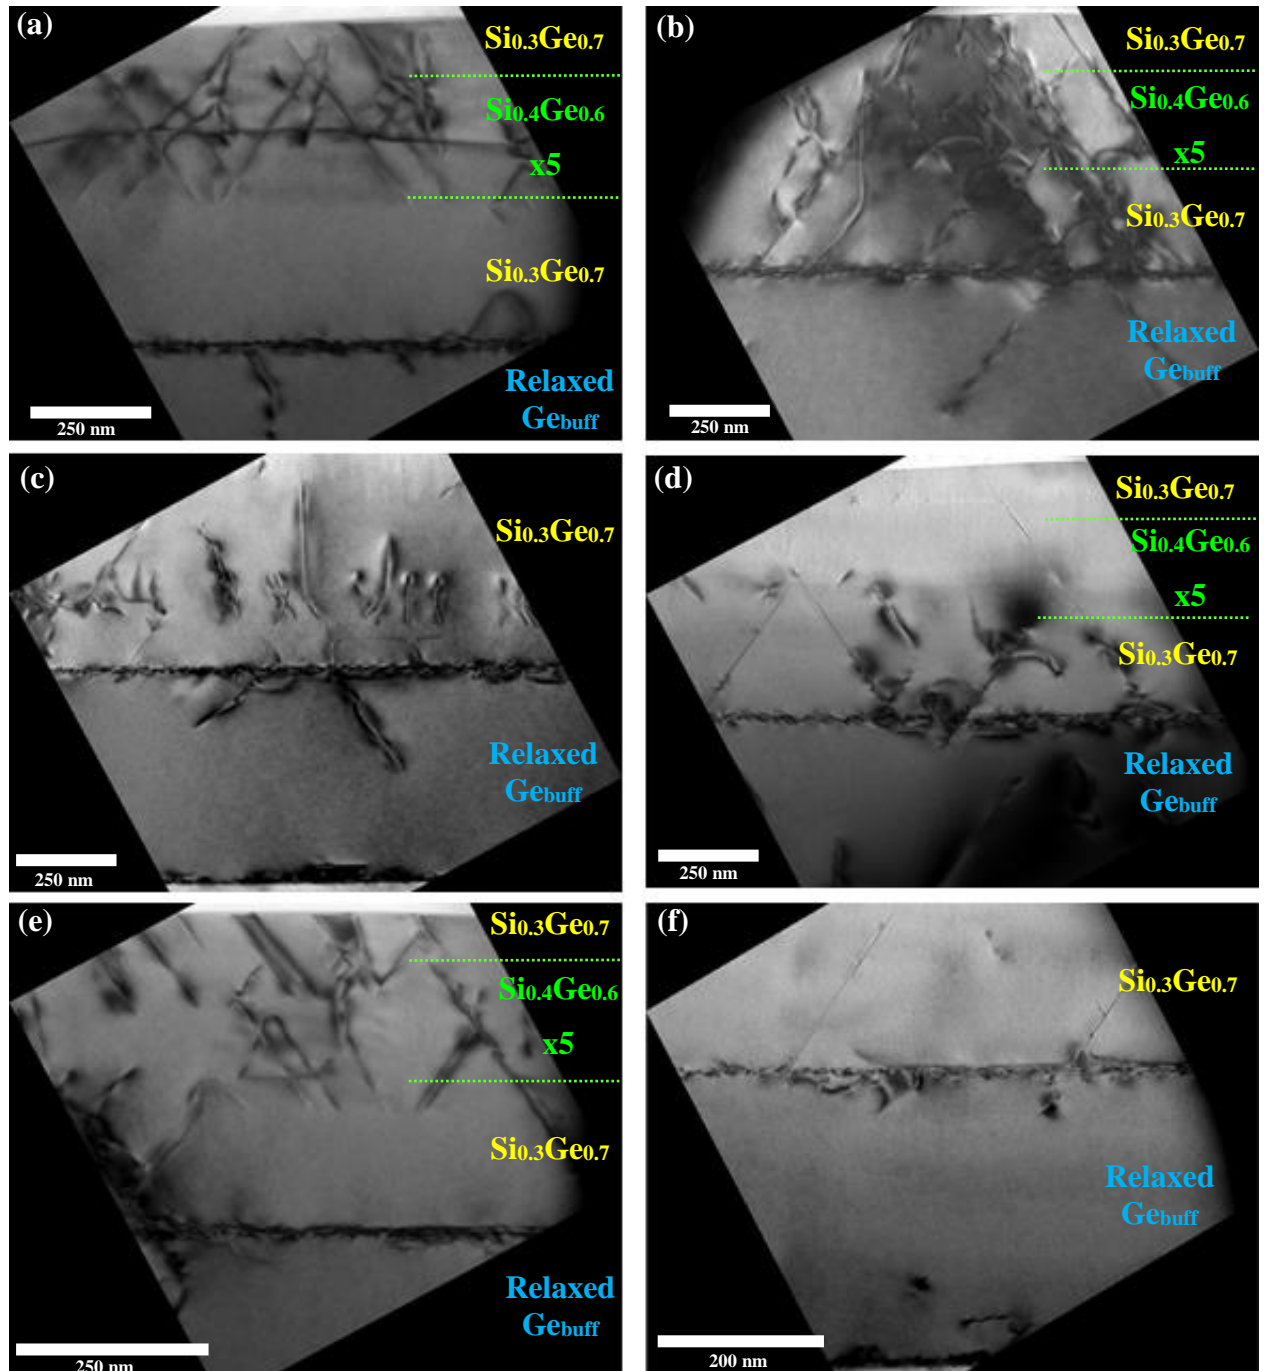 (a)
Si0.3Ge0.7
Si0.4Ge0.6
x5
Si0.3Ge0.7
Relaxed
Gebuff
250 nm
(b)
Si0.3Ge0.7
Si0.4Ge0.6
x5
Si0.3Ge0.7
Relaxed
Gebuff
250 nm
(c)
Si0.3Ge0.7
Relaxed
Gebuff
250 nm
(d)
Si0.3Ge0.7
Si0.4Ge0.6
x5
Si0.3Ge0.7
Relaxed
Gebuff
250 nm
(e)
Si0.3Ge0.7
Si0.4Ge0.6
x5
Si0.3Ge0.7
Relaxed
Gebuff
250 nm
(f)
Si0.3Ge0.7
Relaxed
Gebuff
200 nm